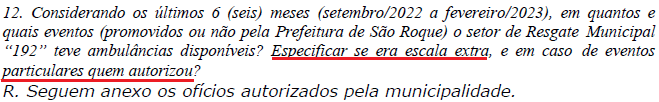 12. Considerando os últimos 6 (seis) meses (setembro/2022 a fevereiro/2023), em quantos e
quais eventos (promovidos ou não pela Prefeitura de São Roque) o setor de Resgate Municipal
“192” teve ambulâncias disponíveis? Especificar se era escala extra, e em caso de eventos
particulares quem autorizou?
R. Seguem anexo os ofícios autorizados pela municipalidade.